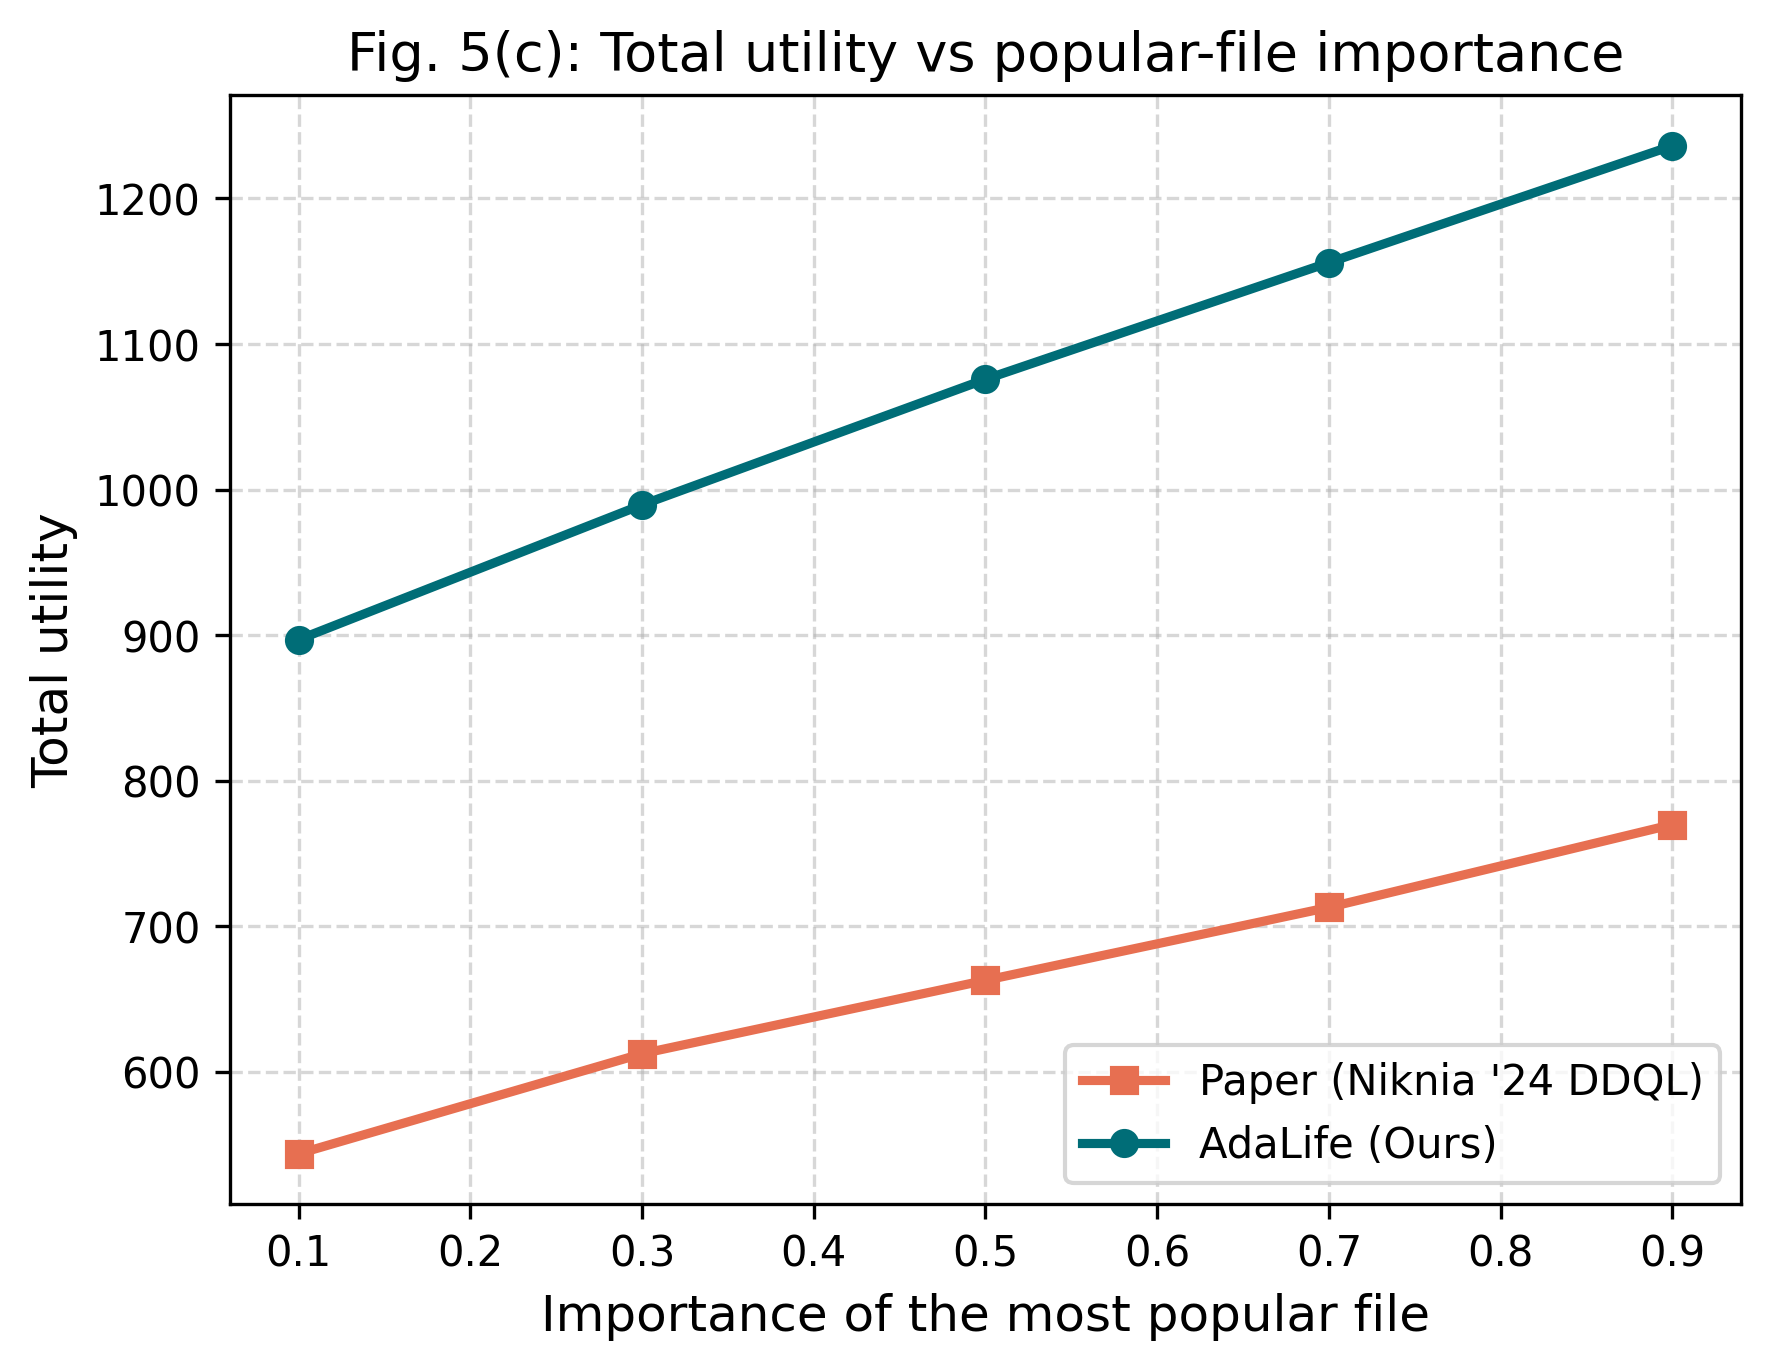 Fig. 5(c): Total utility vs popular-file importance
Total utility
1200
1100
1000
900
800
700
600
0.1 0.2 0.3 0.4 0.5 0.6 0.7 0.8 0.9
Importance of the most popular file
Paper (Niknia '24 DDQL)
AdaLife (Ours)